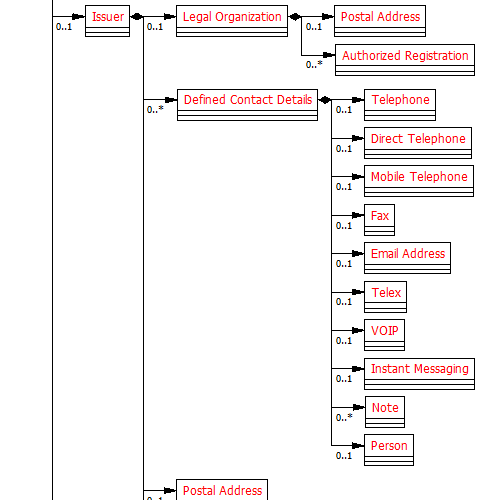 Issuer
0..1
Legal Organization
0..1
Postal Address
0..1
Authorized Registration
0..*
Defined Contact Details
0..*
Telephone
0..1
Direct Telephone
0..1
Mobile Telephone
0..1
Fax
0..1
Email Address
0..1
Telex
0..1
VOIP
0..1
Instant Messaging
0..1
Note
0..*
Person
0..1
Postal Address
0..1